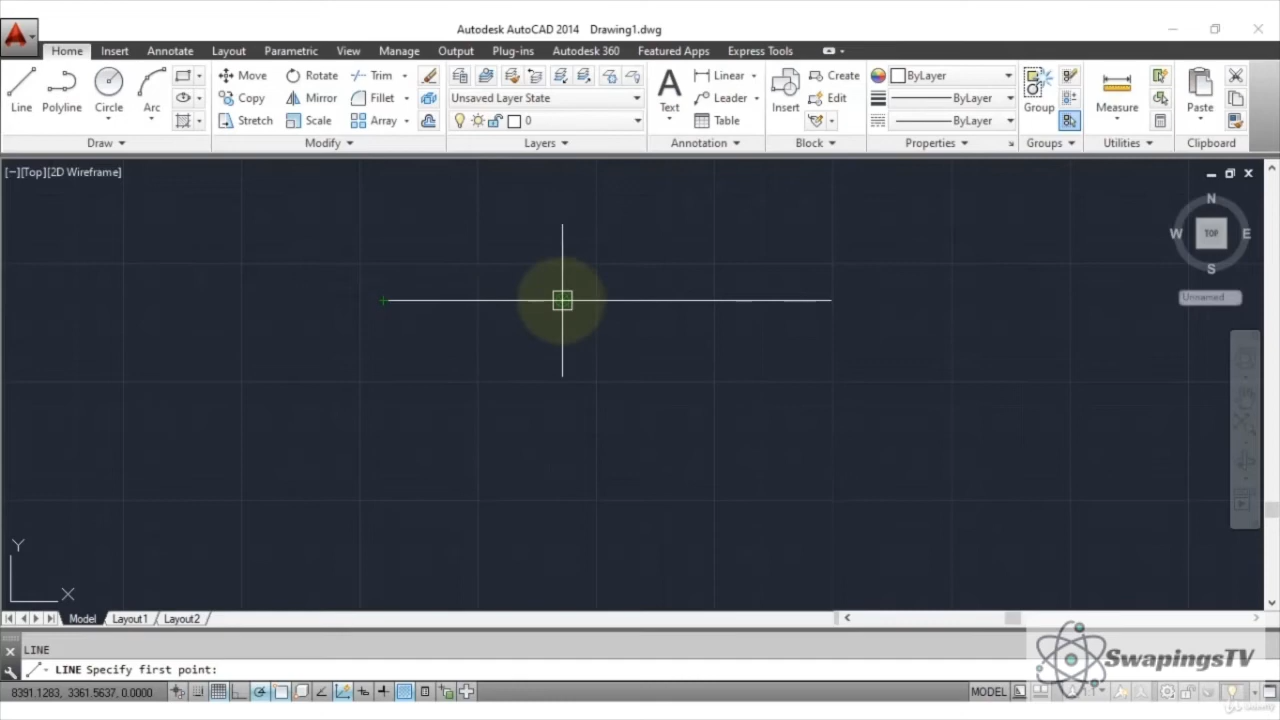 Autodesk AutoCAD 2014 Drawing1.dwg
Home Insert Annotate Layout Parametric View Manage Output Plug-ins Autodesk 360 Featured Apps Express Tools
Move Rotate Trim Unsaved Layer State Linear Create ByLayer
Line Polyline Circle Arc Copy Mirror Fillet Text Leader Insert Edit ByLayer Group Measure Paste
Stretch Scale Array 0 Table ByLayer
Draw Modify Layers Annotation Block Properties Groups Utilities Clipboard
[−][Top][2D Wireframe]
N
W TOP E
S
Unnamed
Y
X
Model Layout1 Layout2
LINE
LINE Specify first point:
SwapingsTV
8391.1283, 3361.5637, 0.0000 MODEL 1:1